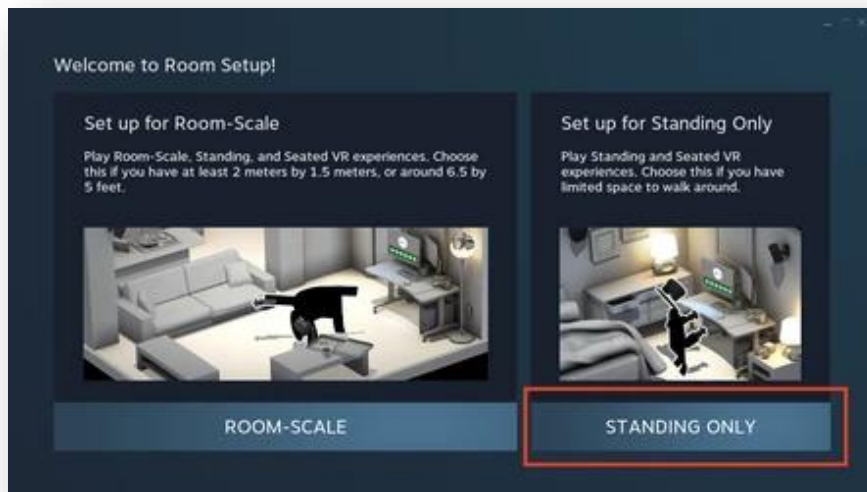 Welcome to Room Setup!
Set up for Room-Scale
Play Room-Scale, Standing, and Seated VR experiences. Choose
this if you have at least 2 meters by 1.5 meters, or around 6.5 by
5 feet.
ROOM-SCALE
Set up for Standing Only
Play Standing and Seated VR
experiences. Choose this if you have
limited space to walk around.
STANDING ONLY